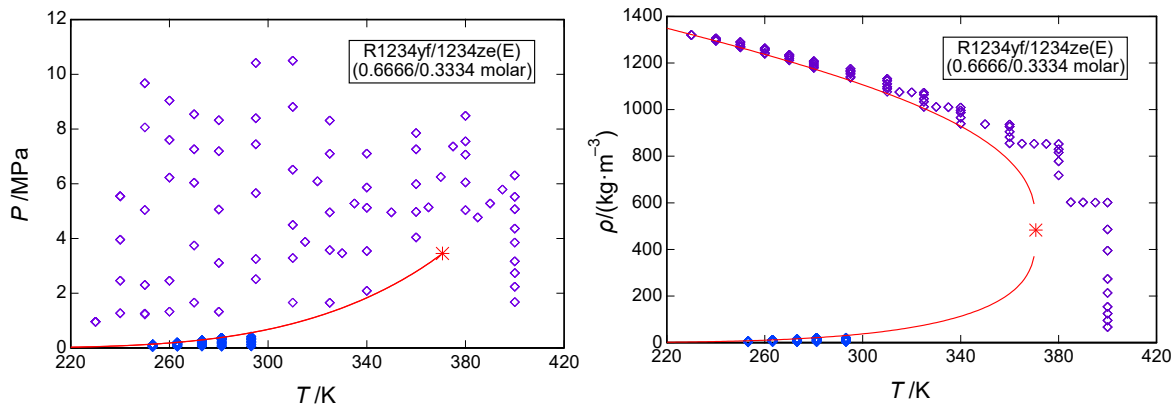 12
10
8
6
4
2
0
P /MPa
R1234yf/1234ze(E)
(0.6666/0.3334 molar)
220 260 300 340 380 420
T /K
1400
1200
1000
800
600
400
200
0
ρ/(kg·m⁻³)
R1234yf/1234ze(E)
(0.6666/0.3334 molar)
220 260 300 340 380 420
T /K